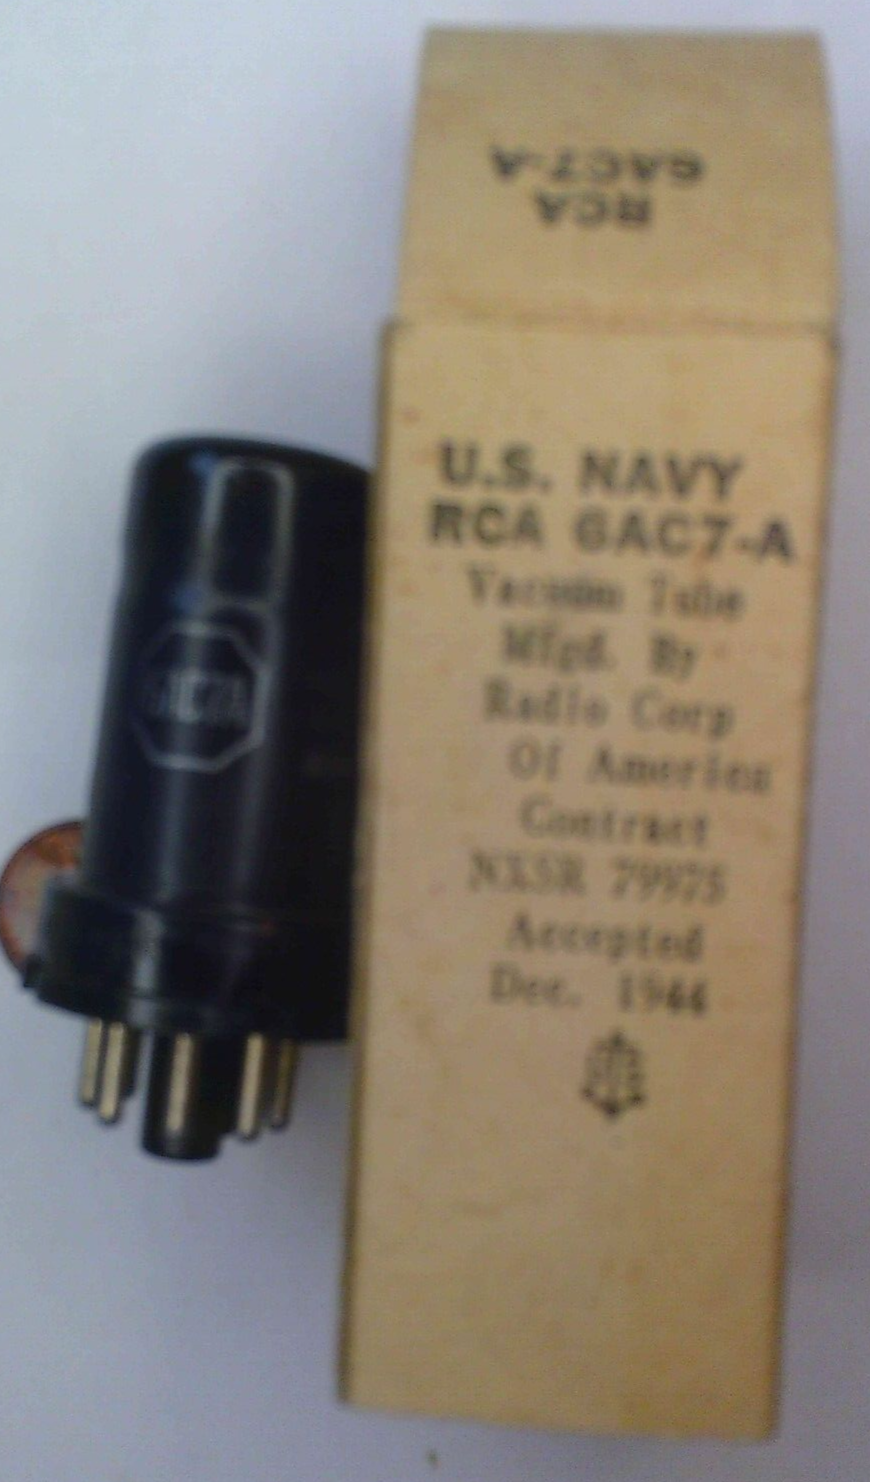 RCA
6AC7-A
U.S. NAVY
RCA 6AC7-A
Vacuum Tube
Mfgd. By
Radio Corp
Of America
Contract
NXSR 79975
Accepted
Dec. 1944